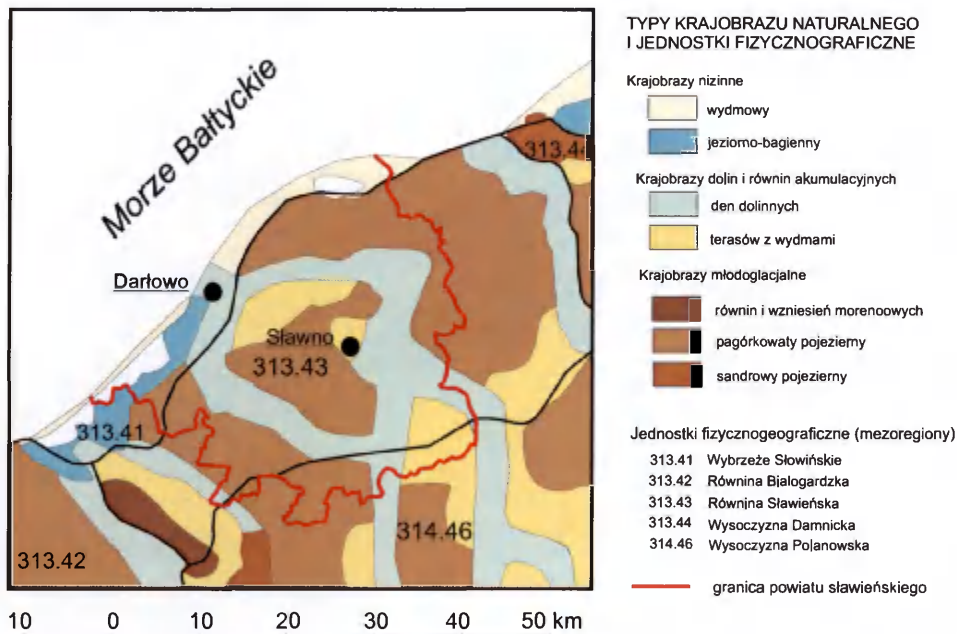 Morze Bałtyckie
313.44
Darłowo
Sławno
313.43
313.41
314.46
313.42
10 0 10 20 30 40 50 km
TYPY KRAJOBRAZU NATURALNEGO
I JEDNOSTKI FIZYCZNOGRAFICZNE
Krajobrazy nizinne
wydmowy
jeziorno-bagienny
Krajobrazy dolin i równin akumulacyjnych
den dolinnych
terasów z wydmami
Krajobrazy młodoglacjalne
równin i wzniesień morenoowych
pagórkowaty pojezierny
sandrowy pojezierny
Jednostki fizycznogeograficzne (mezoregiony)
313.41 Wybrzeże Słowińskie
313.42 Równina Białogardzka
313.43 Równina Sławieńska
313.44 Wysoczyzna Damnicka
314.46 Wysoczyzna Polanowska
granica powiatu sławieńskiego